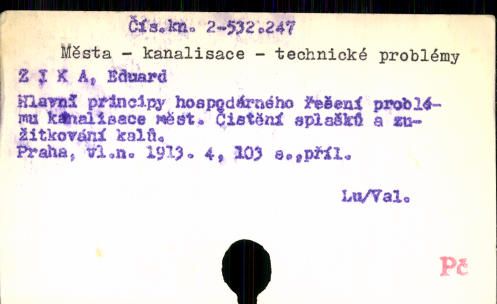 Čís.kn. 2-532.247
Města - kanalisace - technické problémy
Z I K A, Eduard
Hlavní principy hospodárného řešení problé-
mu kanalisace měst. Čistění splašků a zu-
žitkování kalů.
Praha, vl.n. 1913. 4, 103 s.,příl.
Lu/Val.
Pč